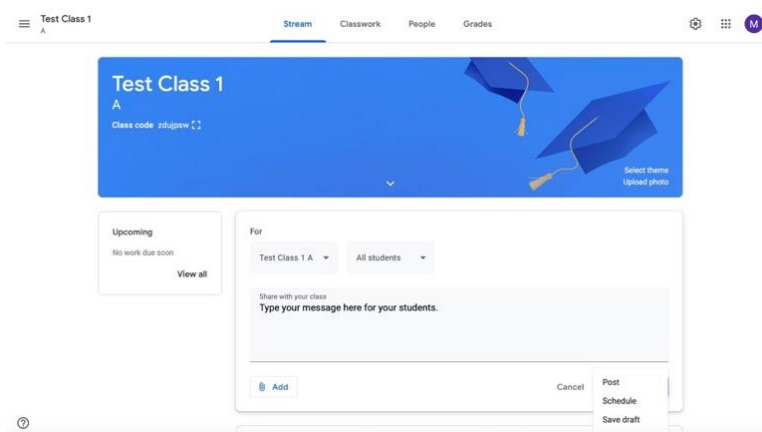 Test Class 1
A
Stream Classwork People Grades
M
Test Class 1
A
Class code zdujpsw
Select theme
Upload photo
Upcoming
No work due soon
View all
For
Test Class 1 A All students
Share with your class
Type your message here for your students.
Add
Cancel
Post
Schedule
Save draft